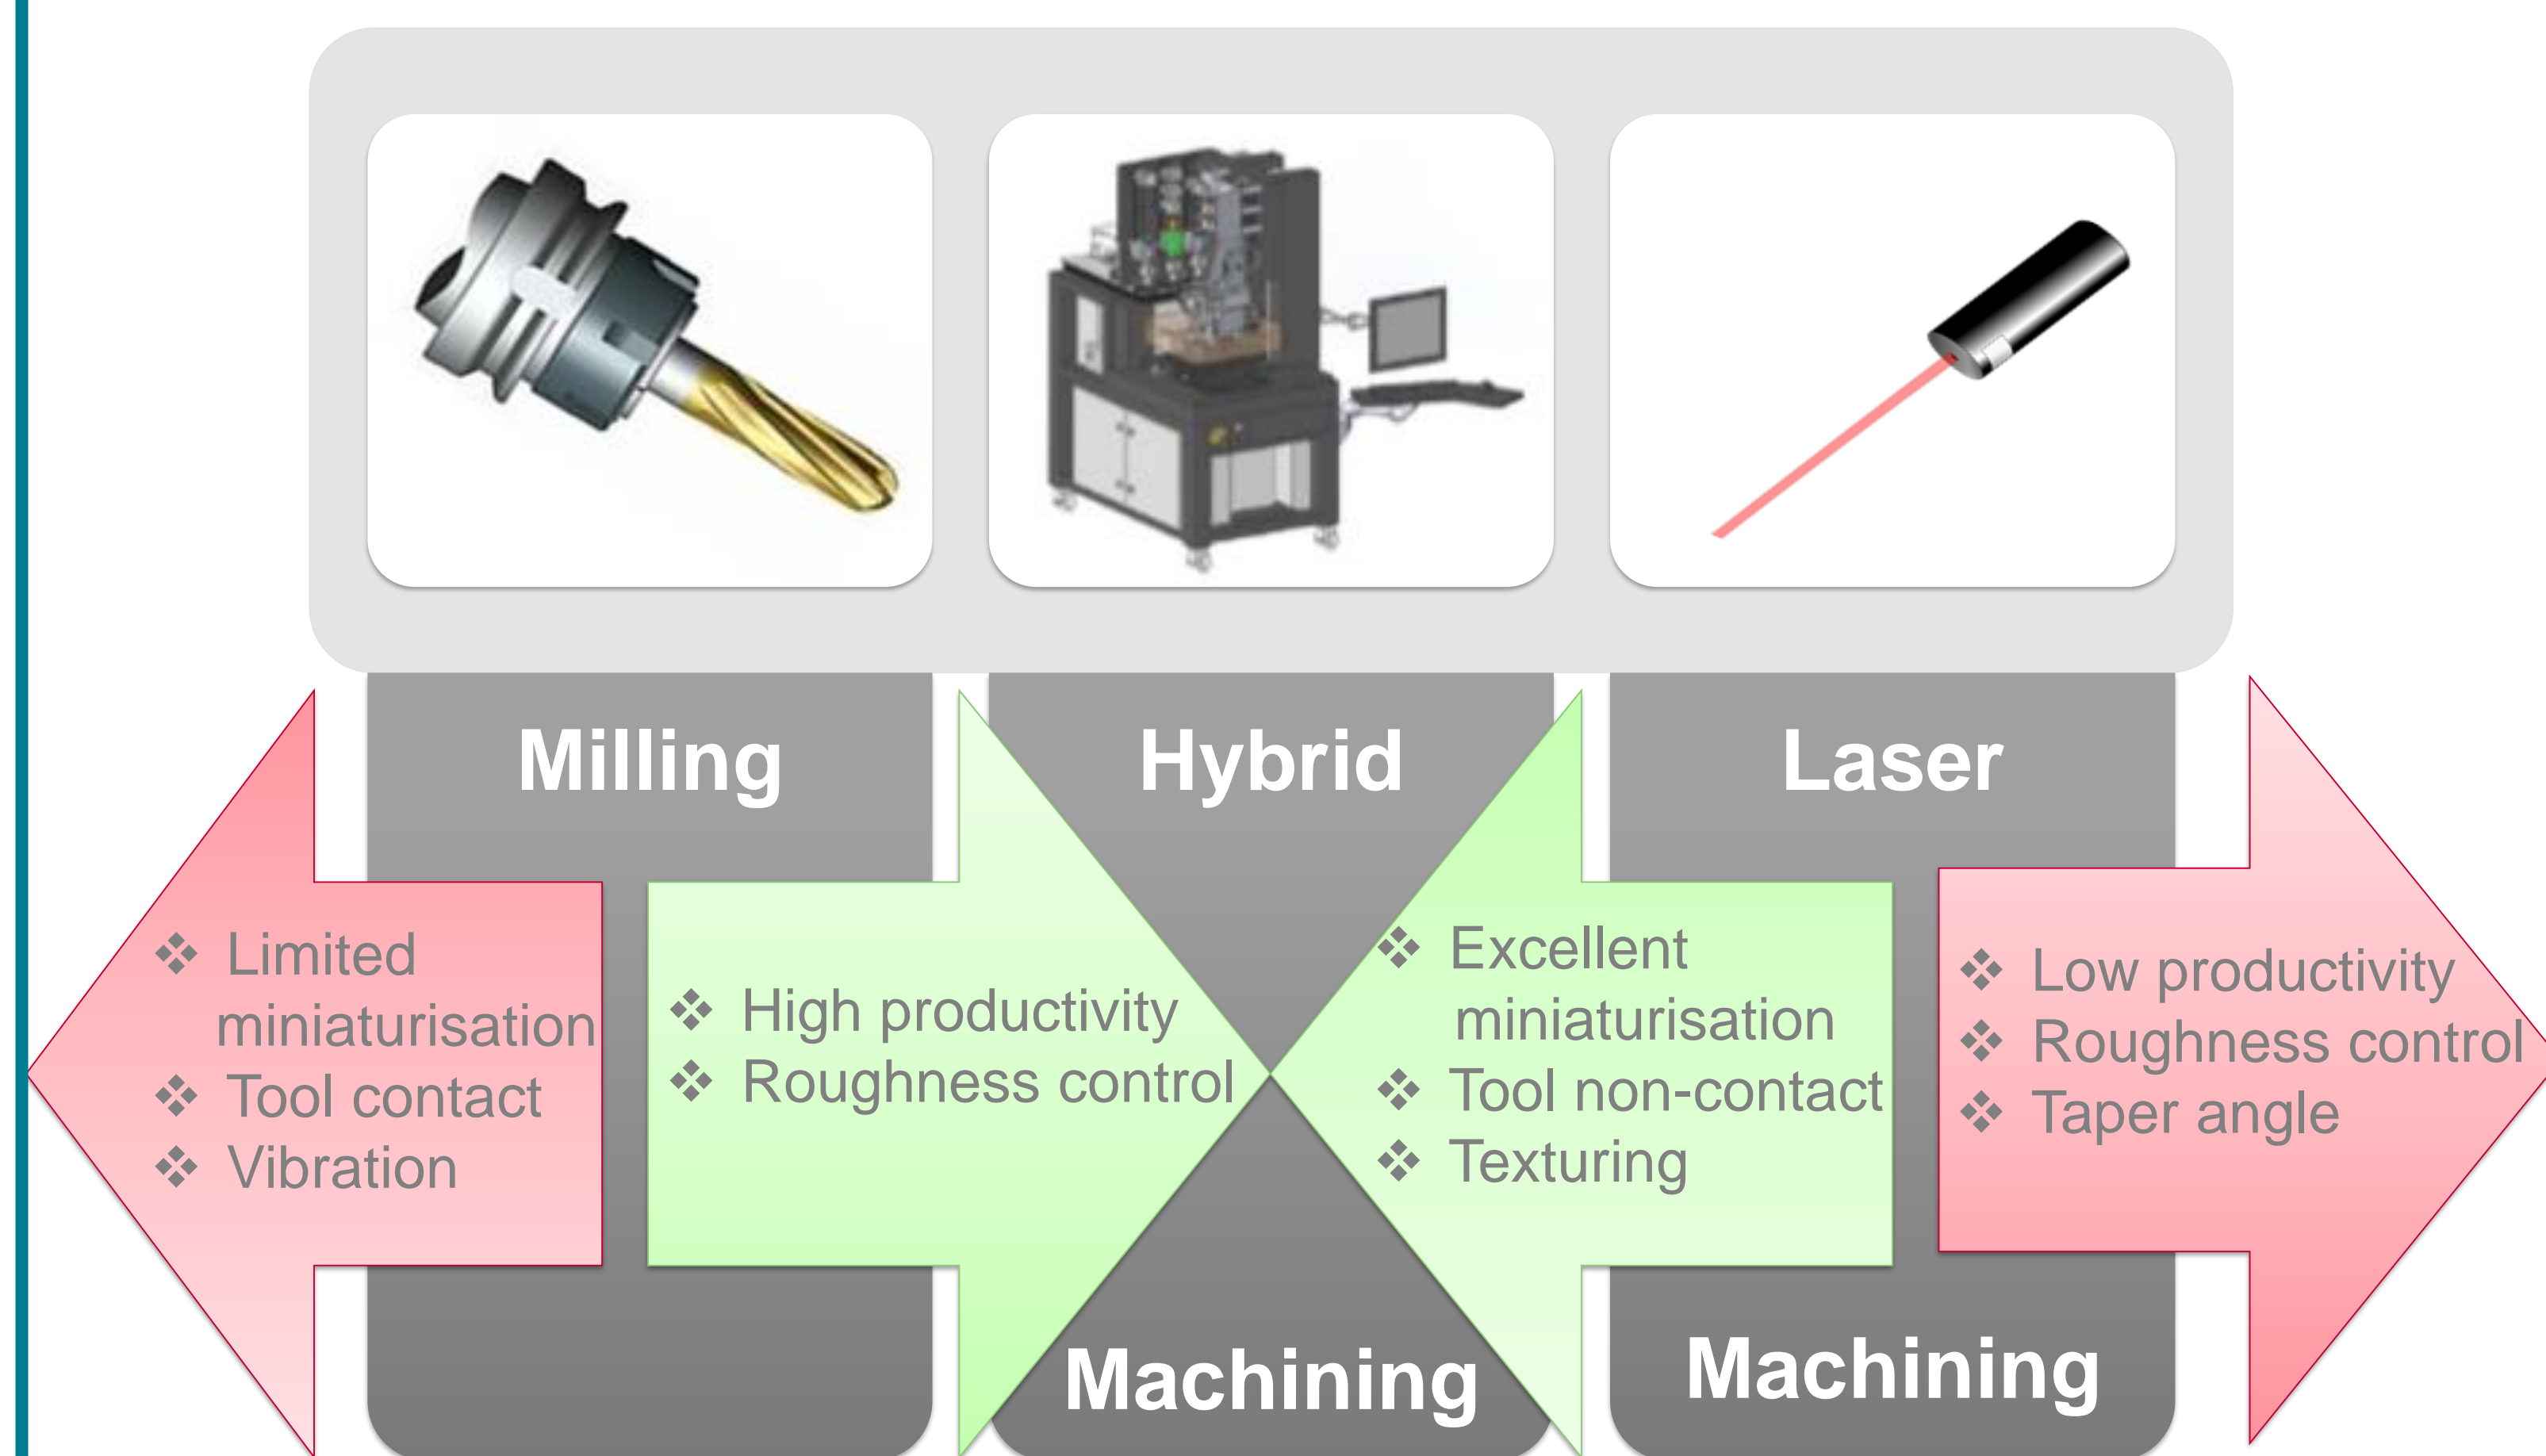 Milling
Hybrid
Laser
❖ Limited
miniaturisation
❖ Tool contact
❖ Vibration
❖ High productivity
❖ Roughness control
❖ Excellent
miniaturisation
❖ Tool non-contact
❖ Texturing
❖ Low productivity
❖ Roughness control
❖ Taper angle
Machining
Machining